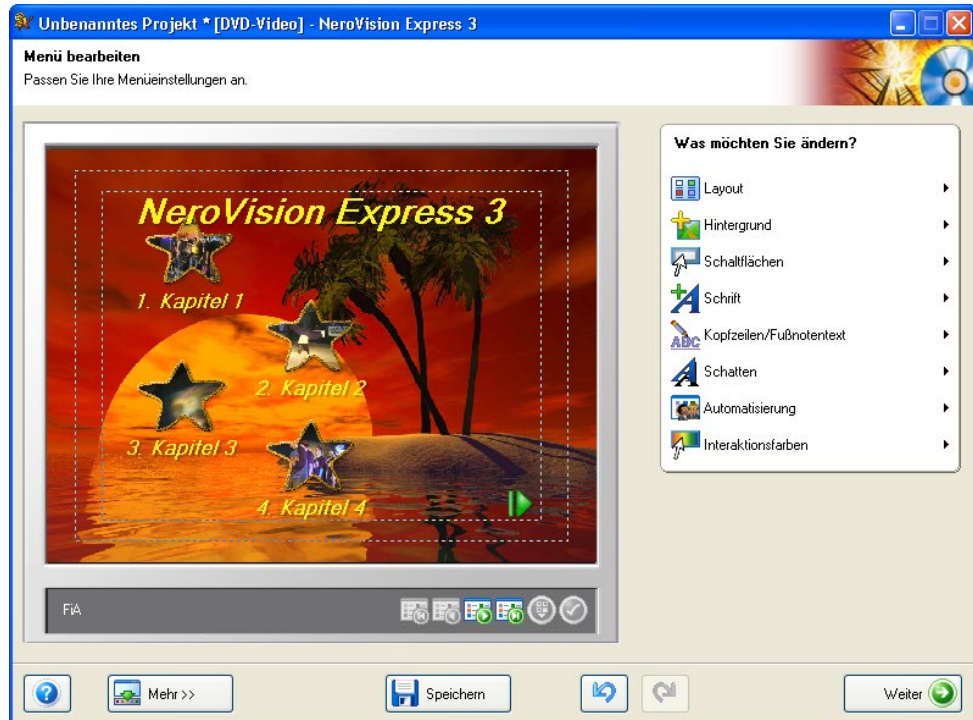 Unbenanntes Projekt * [DVD-Video] - NeroVision Express 3
Menü bearbeiten
Passen Sie Ihre Menüeinstellungen an.
NeroVision Express 3
1. Kapitel 1
2. Kapitel 2
3. Kapitel 3
4. Kapitel 4
FiA
Was möchten Sie ändern?
Layout
Hintergrund
Schaltflächen
Schrift
ABC
Kopfzeilen/Fußnotentext
Schatten
Automatisierung
Interaktionsfarben
Mehr >>
Speichern
Weiter